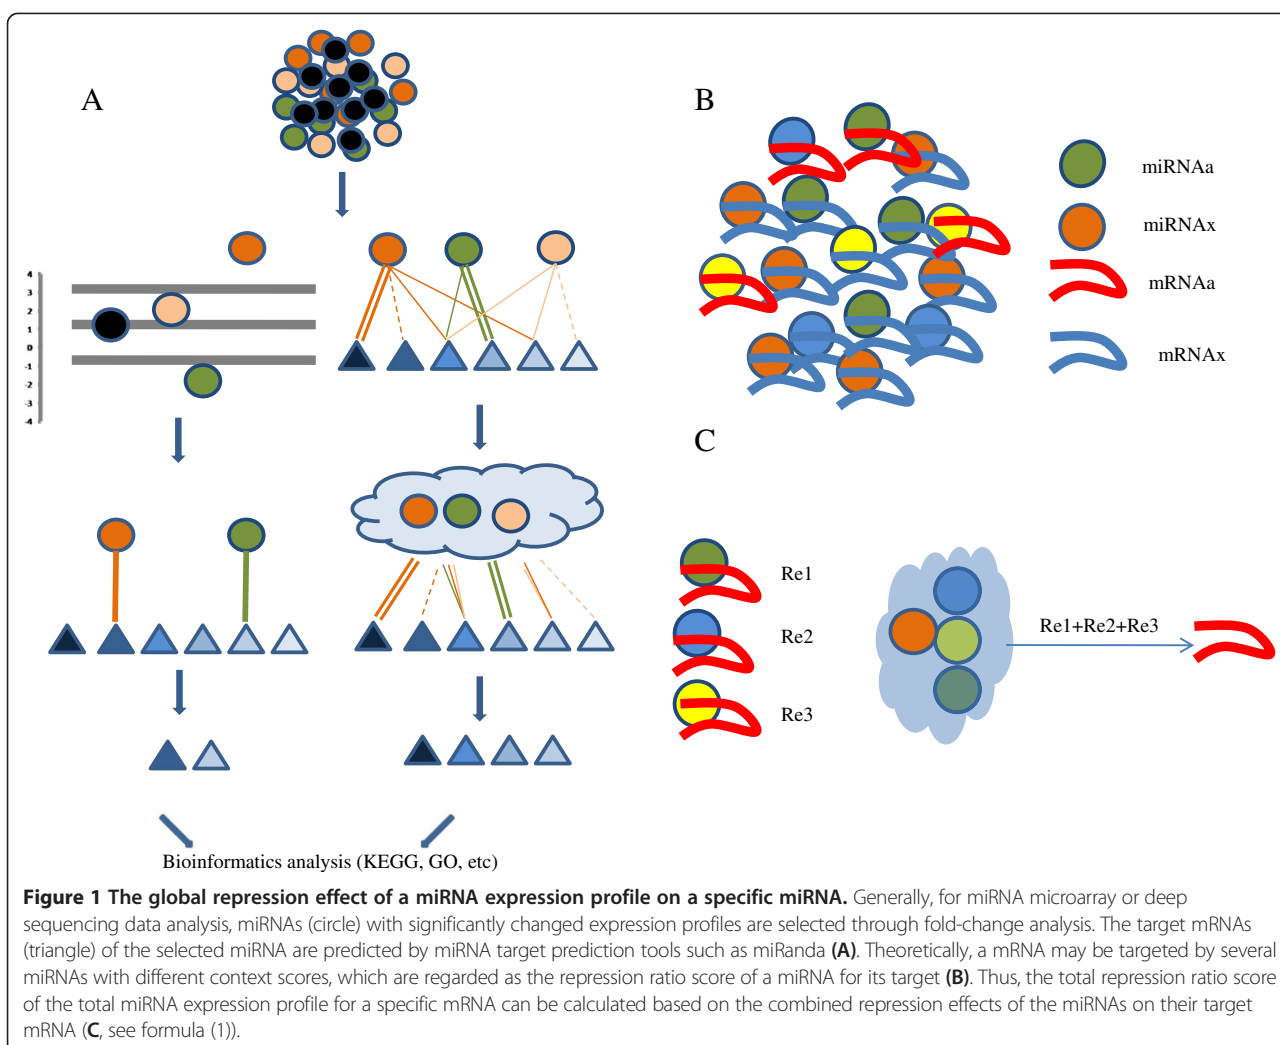 A
4
3
2
1
0
-1
-2
-3
-4
Bioinformatics analysis (KEGG, GO, etc)
B
miRNAa
miRNAx
mRNAa
mRNAx
C
Re1
Re2
Re3
Re1+Re2+Re3
Figure 1 The global repression effect of a miRNA expression profile on a specific miRNA. Generally, for miRNA microarray or deep
sequencing data analysis, miRNAs (circle) with significantly changed expression profiles are selected through fold-change analysis. The target mRNAs
(triangle) of the selected miRNA are predicted by miRNA target prediction tools such as miRanda (A). Theoretically, a mRNA may be targeted by several
miRNAs with different context scores, which are regarded as the repression ratio score of a miRNA for its target (B). Thus, the total repression ratio score
of the total miRNA expression profile for a specific mRNA can be calculated based on the combined repression effects of the miRNAs on their target
mRNA (C, see formula (1)).